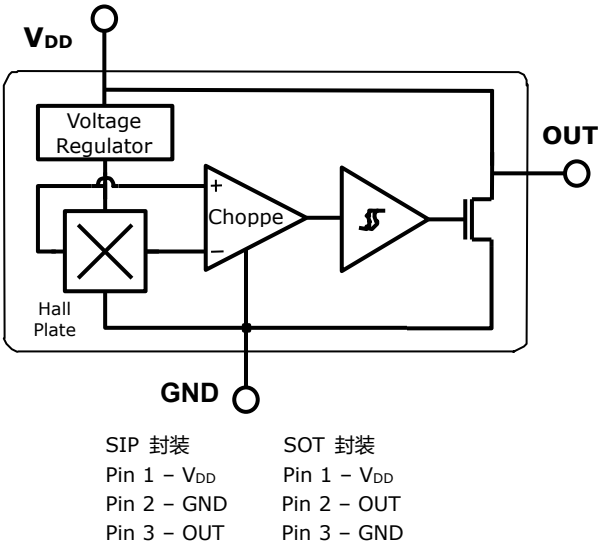 VDD
Voltage
Regulator
OUT
+
Choppe
−
Hall
Plate
GND
SIP 封装
SOT 封装
Pin 1 – VDD
Pin 1 – VDD
Pin 2 – GND
Pin 2 – OUT
Pin 3 – OUT
Pin 3 – GND